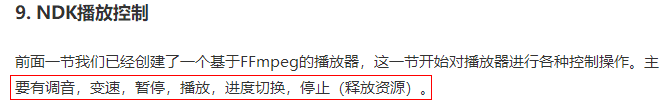 9. NDK播放控制
前面一节我们已经创建了一个基于FFmpeg的播放器，这一节开始对播放器进行各种控制操作。主
要有调音，变速，暂停，播放，进度切换，停止（释放资源）。